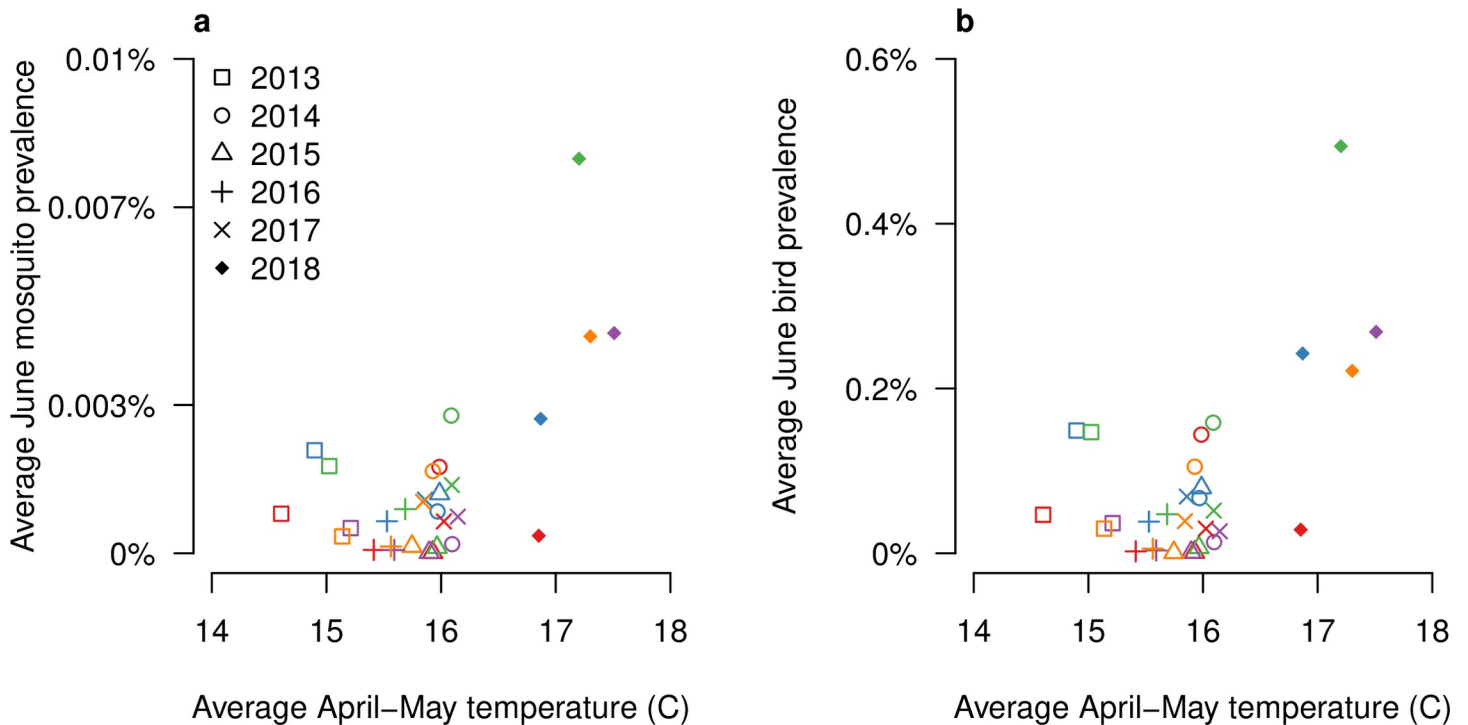 a
Average June mosquito prevalence
0.01%
0.007%
0.003%
0%
2013
2014
2015
2016
2017
2018
14 15 16 17 18
Average April−May temperature (C)
b
Average June bird prevalence
0.6%
0.4%
0.2%
0%
14 15 16 17 18
Average April−May temperature (C)